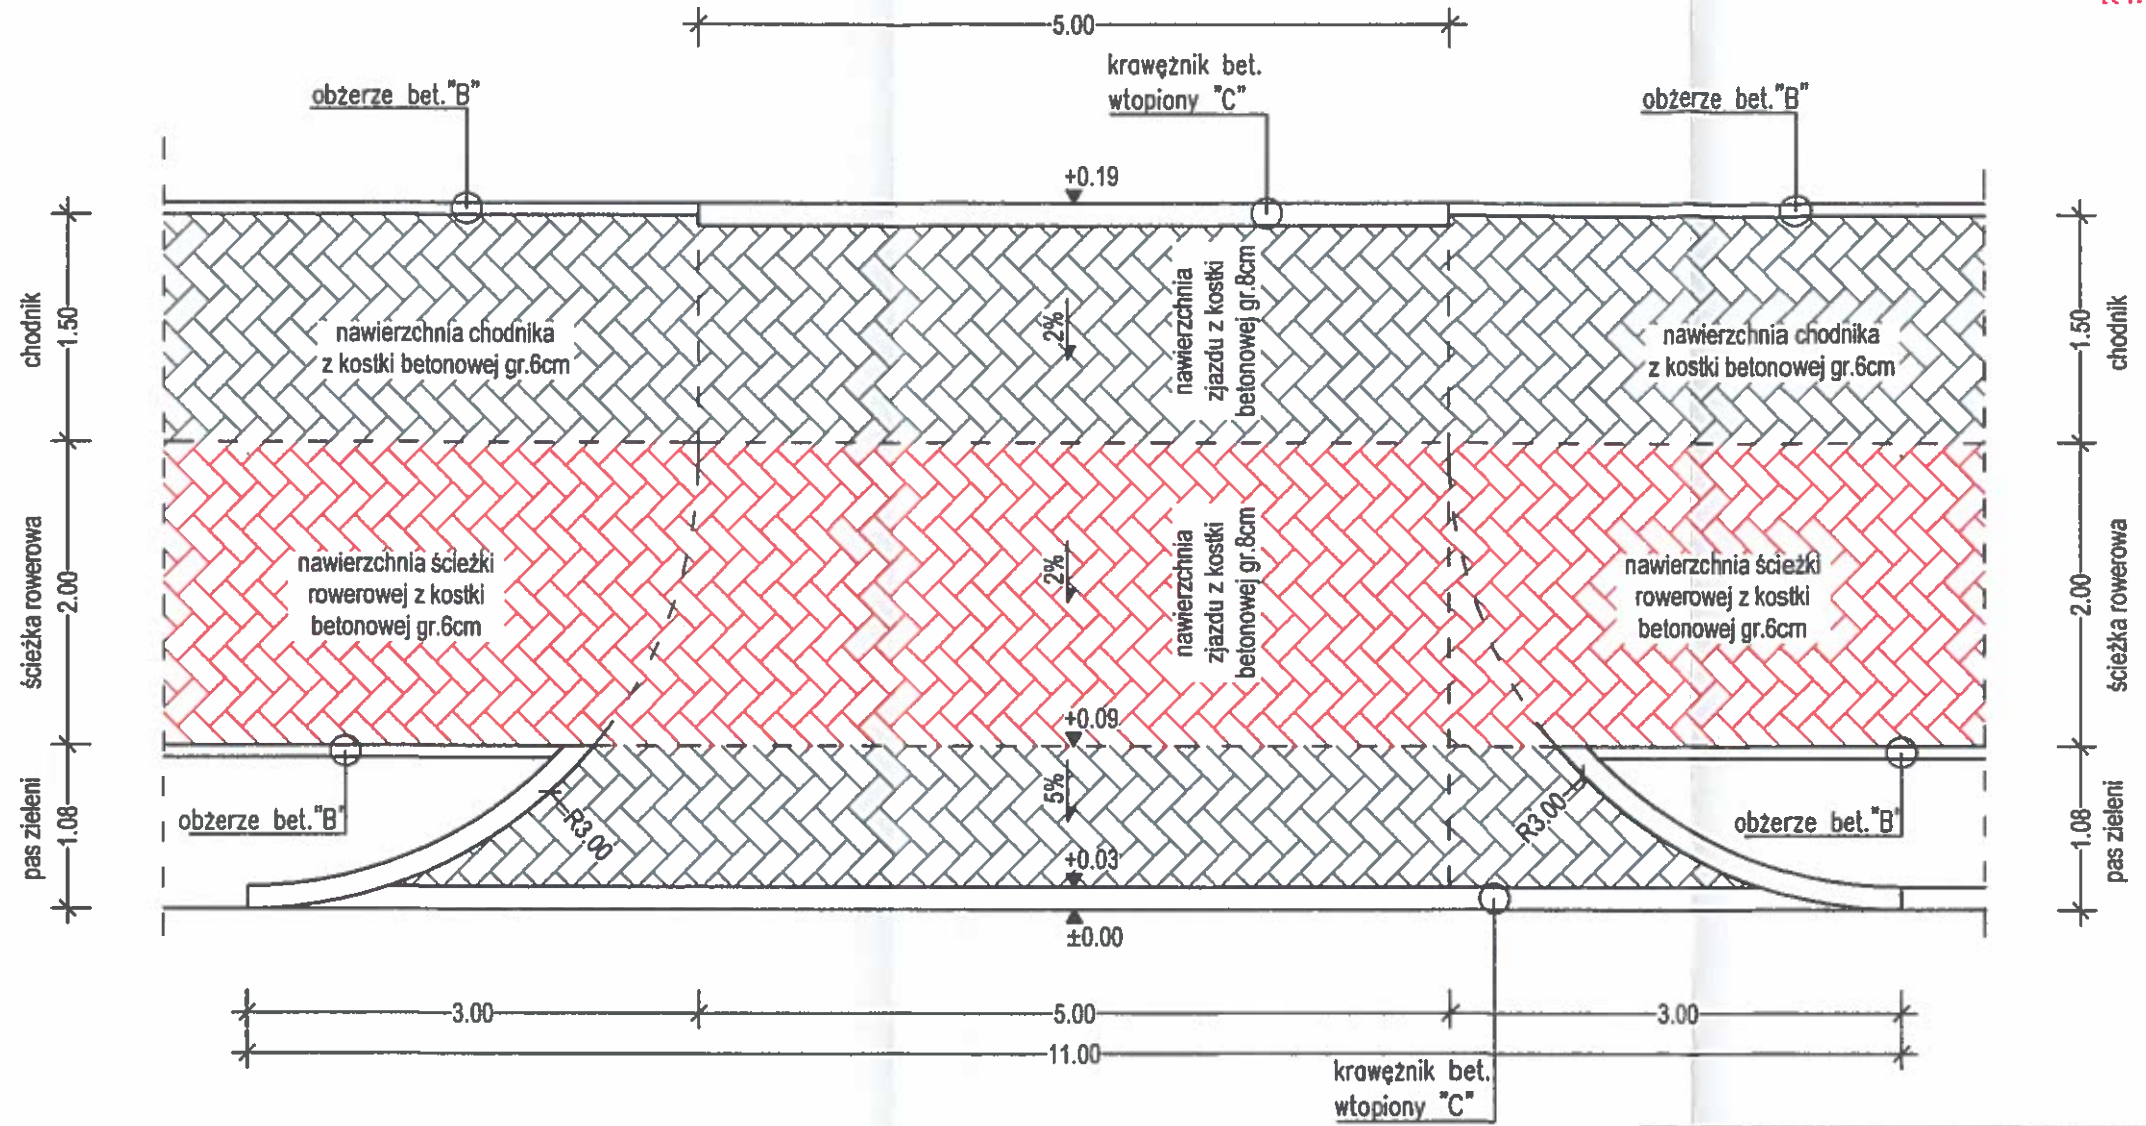 5.00
krawężnik bet.
wtopiony "C"
obżerze bet."B"
obżerze bet."B"
+0.19
chodnik
1.50
nawierzchnia chodnika
z kostki betonowej gr.6cm
2%
nawierzchnia
zjazdu z kostki
betonowej gr.8cm
nawierzchnia chodnika
z kostki betonowej gr.6cm
1.50
chodnik
ścieżka rowerowa
2.00
nawierzchnia ścieżki
rowerowej z kostki
betonowej gr.6cm
2%
nawierzchnia
zjazdu z kostki
betonowej gr.8cm
nawierzchnia ścieżki
rowerowej z kostki
betonowej gr.6cm
2.00
ścieżka rowerowa
+0.09
pas zieleni
1.08
obżerze bet."B"
R3.00
5%
+0.03
R3.00
obżerze bet."B"
1.08
pas zieleni
±0.00
3.00
5.00
3.00
11.00
krawężnik bet.
wtopiony "C"